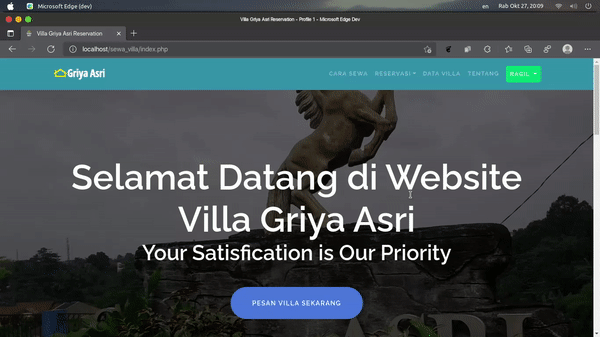 Microsoft Edge (dev)
en
Rab Okt 27, 20:09
Villa Griya Asri Reservation - Profile 1 - Microsoft Edge Dev
Villa Griya Asri Reservation
localhost/sewa_villa/index.php
Griya Asri
CARA SEWA
RESERVASI
DATA VILLA
TENTANG
RAGIL
Selamat Datang di Website
Villa Griya Asri
Your Satisfication is Our Priority
PESAN VILLA SEKARANG
ASRI